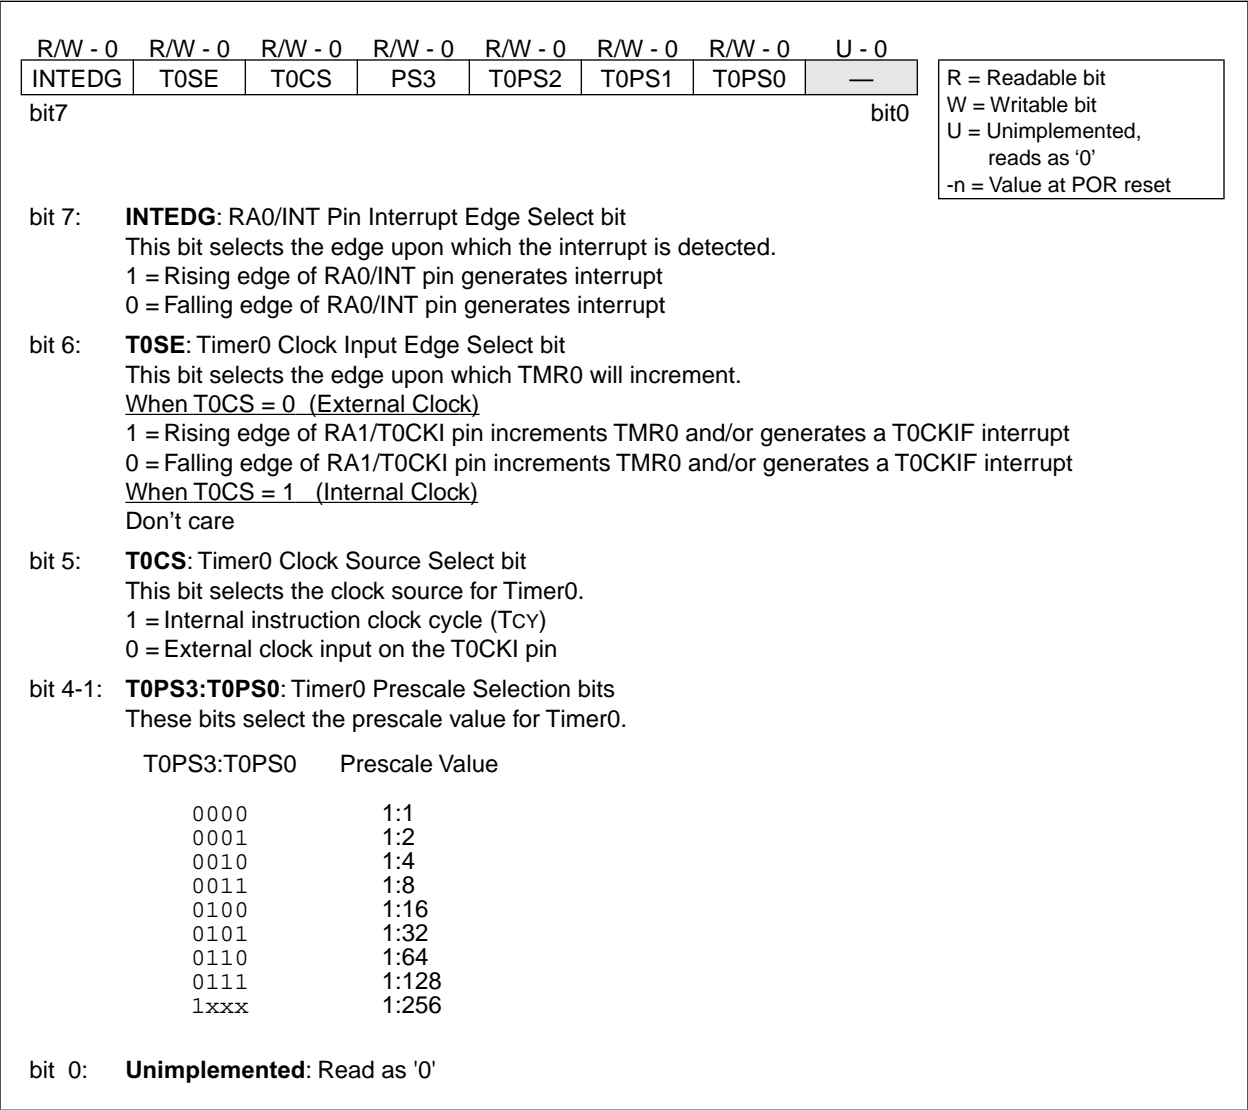 R/W - 0 R/W - 0 R/W - 0 R/W - 0 R/W - 0 R/W - 0 R/W - 0 U - 0
INTEDG T0SE T0CS PS3 T0PS2 T0PS1 T0PS0 —
bit7 bit0
R = Readable bit
W = Writable bit
U = Unimplemented,
reads as ‘0’
-n = Value at POR reset
bit 7: INTEDG: RA0/INT Pin Interrupt Edge Select bit
This bit selects the edge upon which the interrupt is detected.
1 = Rising edge of RA0/INT pin generates interrupt
0 = Falling edge of RA0/INT pin generates interrupt
bit 6: T0SE: Timer0 Clock Input Edge Select bit
This bit selects the edge upon which TMR0 will increment.
When T0CS = 0 (External Clock)
1 = Rising edge of RA1/T0CKI pin increments TMR0 and/or generates a T0CKIF interrupt
0 = Falling edge of RA1/T0CKI pin increments TMR0 and/or generates a T0CKIF interrupt
When T0CS = 1 (Internal Clock)
Don’t care
bit 5: T0CS: Timer0 Clock Source Select bit
This bit selects the clock source for Timer0.
1 = Internal instruction clock cycle (TCY)
0 = External clock input on the T0CKI pin
bit 4-1: T0PS3:T0PS0: Timer0 Prescale Selection bits
These bits select the prescale value for Timer0.
T0PS3:T0PS0 Prescale Value
0000 1:1
0001 1:2
0010 1:4
0011 1:8
0100 1:16
0101 1:32
0110 1:64
0111 1:128
1xxx 1:256
bit 0: Unimplemented: Read as '0'